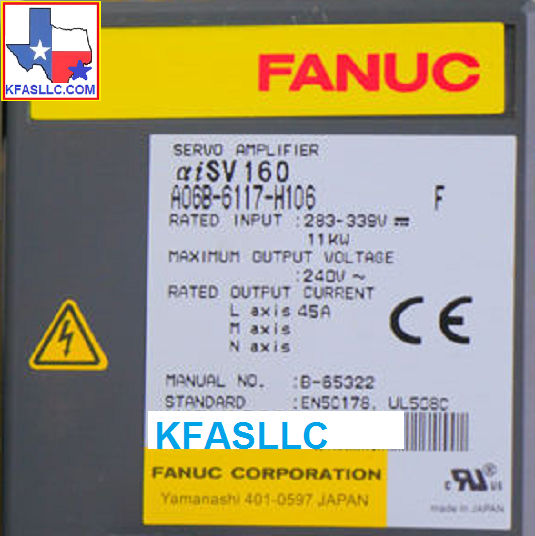 KFASLLC.COM
FANUC
SERVO AMPLIFIER
αiSV 160
A06B-6117-H106 F
RATED INPUT :283-339V ⎓
11KW
MAXIMUM OUTPUT VOLTAGE
:240V ~
RATED OUTPUT CURRENT
L axis 45A
M axis
N axis
CE
MANUAL NO. :B-65322
STANDARD :EN50178, UL508C
KFASLLC
FANUC CORPORATION
Yamanashi 401-0597 JAPAN
c RU us
made in JAPAN